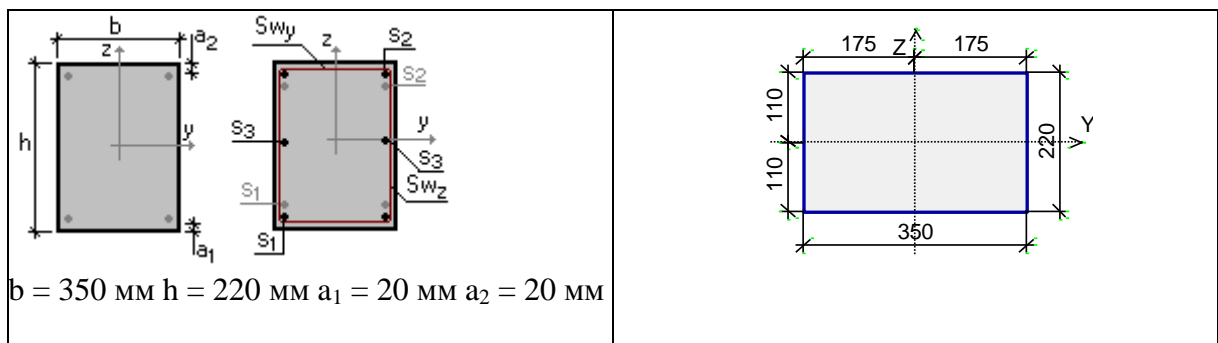 b
a₂
z
h
y
a₁
Swy
z
s₂
s₂
s₃
y
s₃
Swz
s₁
s₁
b = 350 мм h = 220 мм a₁ = 20 мм a₂ = 20 мм
175 Z 175
110
Y
220
110
350